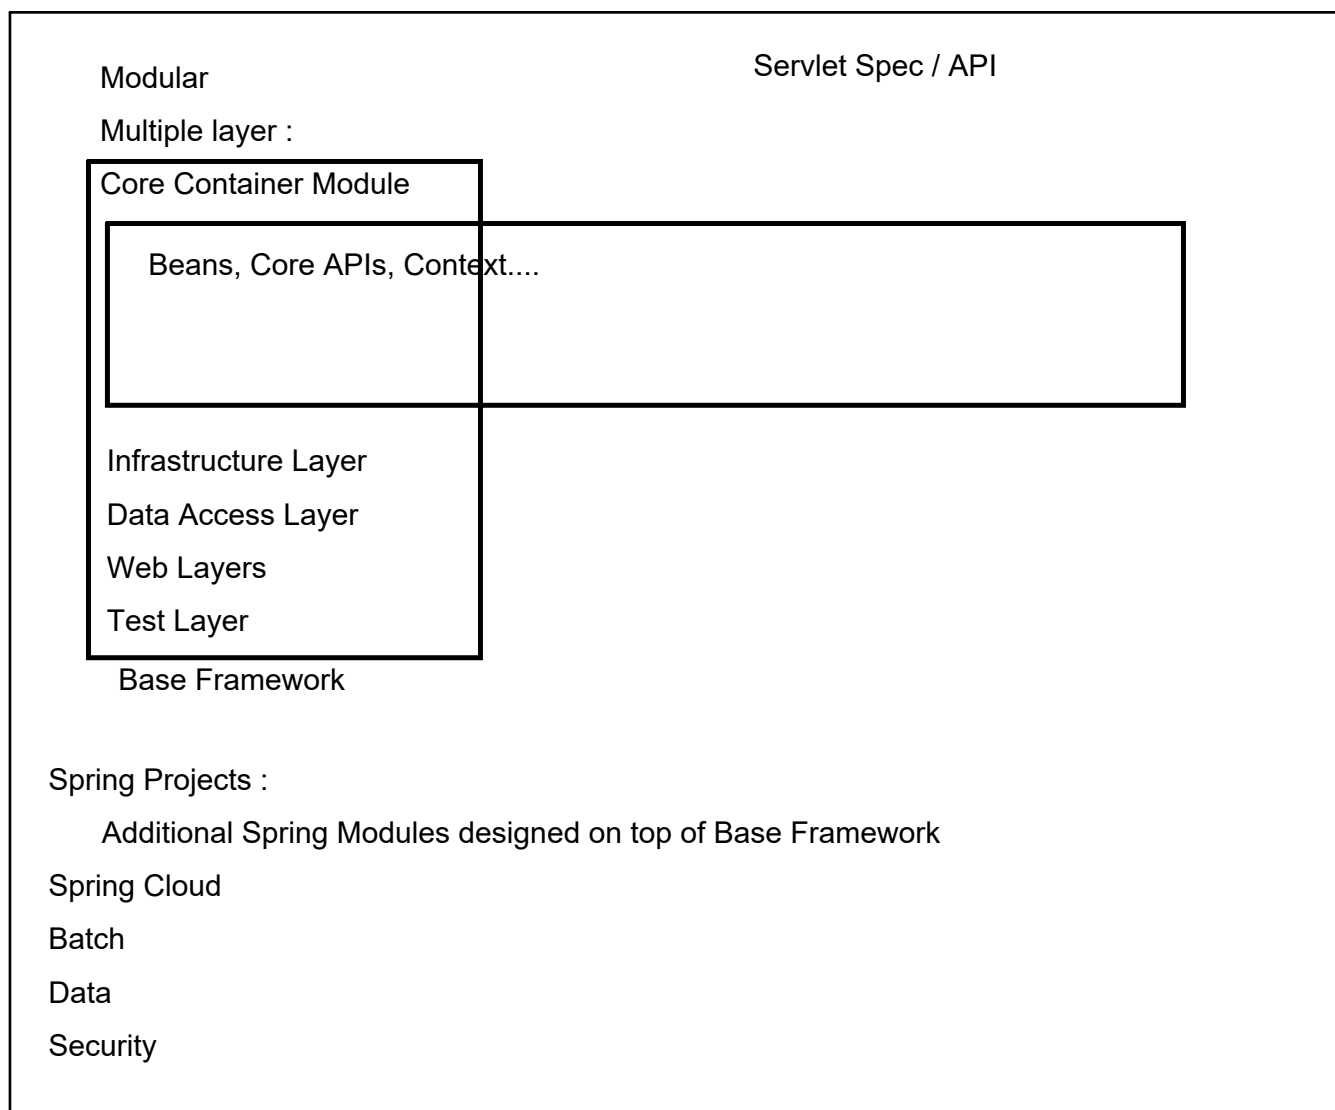 Servlet Spec / API
Modular
Multiple layer :
Core Container Module
Beans, Core APIs, Context....
Infrastructure Layer
Data Access Layer
Web Layers
Test Layer
Base Framework
Spring Projects :
Additional Spring Modules designed on top of Base Framework
Spring Cloud
Batch
Data
Security